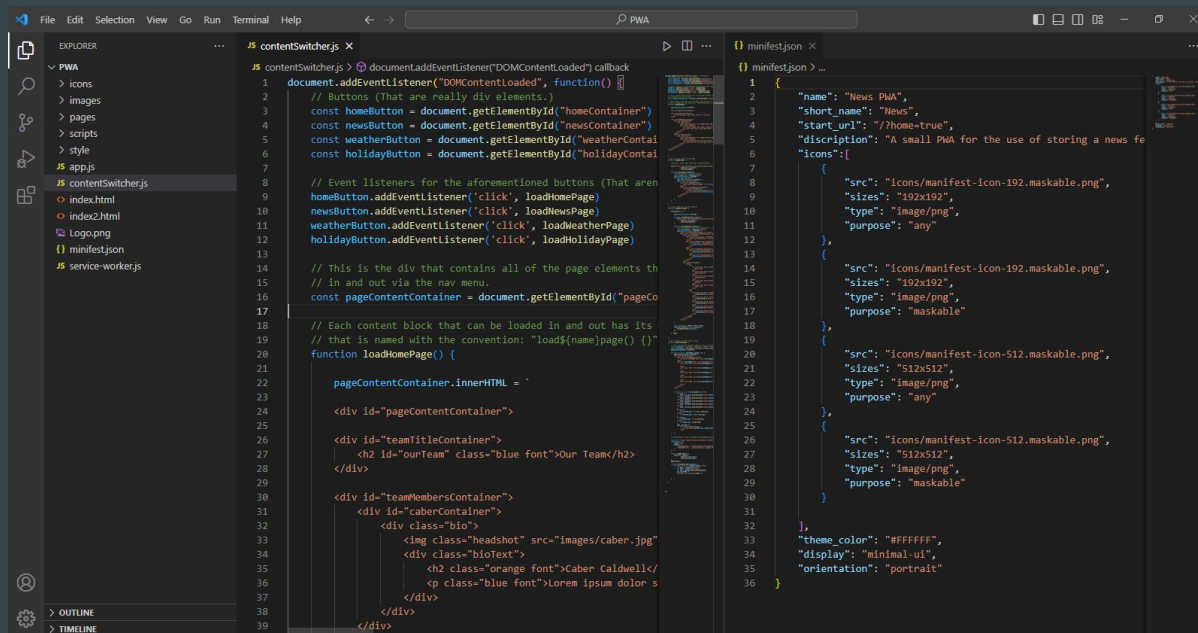 File Edit Selection View Go Run Terminal Help
PWA
EXPLORER
PWA
icons
images
pages
scripts
style
JS app.js
JS contentSwitcher.js
<> index.html
<> index2.html
Logo.png
{} minifest.json
JS service-worker.js
OUTLINE
TIMELINE
JS contentSwitcher.js
JS contentSwitcher.js > document.addEventListener("DOMContentLoaded") callback
1 document.addEventListener("DOMContentLoaded", function() {
2 // Buttons (That are really div elements.)
3 const homeButton = document.getElementById("homeContainer")
4 const newsButton = document.getElementById("newsContainer")
5 const weatherButton = document.getElementById("weatherContai
6 const holidayButton = document.getElementById("holidayContai
7
8 // Event listeners for the aforementioned buttons (That aren
9 homeButton.addEventListener('click', loadHomePage)
10 newsButton.addEventListener('click', loadNewsPage)
11 weatherButton.addEventListener('click', loadWeatherPage)
12 holidayButton.addEventListener('click', loadHolidayPage)
13
14 // This is the div that contains all of the page elements th
15 // in and out via the nav menu.
16 const pageContentContainer = document.getElementById("pageCo
17
18 // Each content block that can be loaded in and out has its
19 // that is named with the convention: "load${name}page() {}"
20 function loadHomePage() {
21
22 pageContentContainer.innerHTML = `
23
24 <div id="pageContentContainer">
25
26 <div id="teamTitleContainer">
27 <h2 id="ourTeam" class="blue font">Our Team</h2>
28 </div>
29
30 <div id="teamMembersContainer">
31 <div id="caberContainer">
32 <div class="bio">
33 <img class="headshot" src="images/caber.jpg"
34 <div class="bioText">
35 <h2 class="orange font">Caber Caldwell</
36 <p class="blue font">Lorem ipsum dolor s
37 </div>
38 </div>
39 </div>
{} minifest.json
{} minifest.json > ...
1 {
2 "name": "News PWA",
3 "short_name": "News",
4 "start_url": "/?home=true",
5 "discription": "A small PWA for the use of storing a news fe
6 "icons":[
7 {
8 "src": "icons/manifest-icon-192.maskable.png",
9 "sizes": "192x192",
10 "type": "image/png",
11 "purpose": "any"
12 },
13 {
14 "src": "icons/manifest-icon-192.maskable.png",
15 "sizes": "192x192",
16 "type": "image/png",
17 "purpose": "maskable"
18 },
19 {
20 "src": "icons/manifest-icon-512.maskable.png",
21 "sizes": "512x512",
22 "type": "image/png",
23 "purpose": "any"
24 },
25 {
26 "src": "icons/manifest-icon-512.maskable.png",
27 "sizes": "512x512",
28 "type": "image/png",
29 "purpose": "maskable"
30 }
31
32 ],
33 "theme_color": "#FFFFFF",
34 "display": "minimal-ui",
35 "orientation": "portrait"
36 }